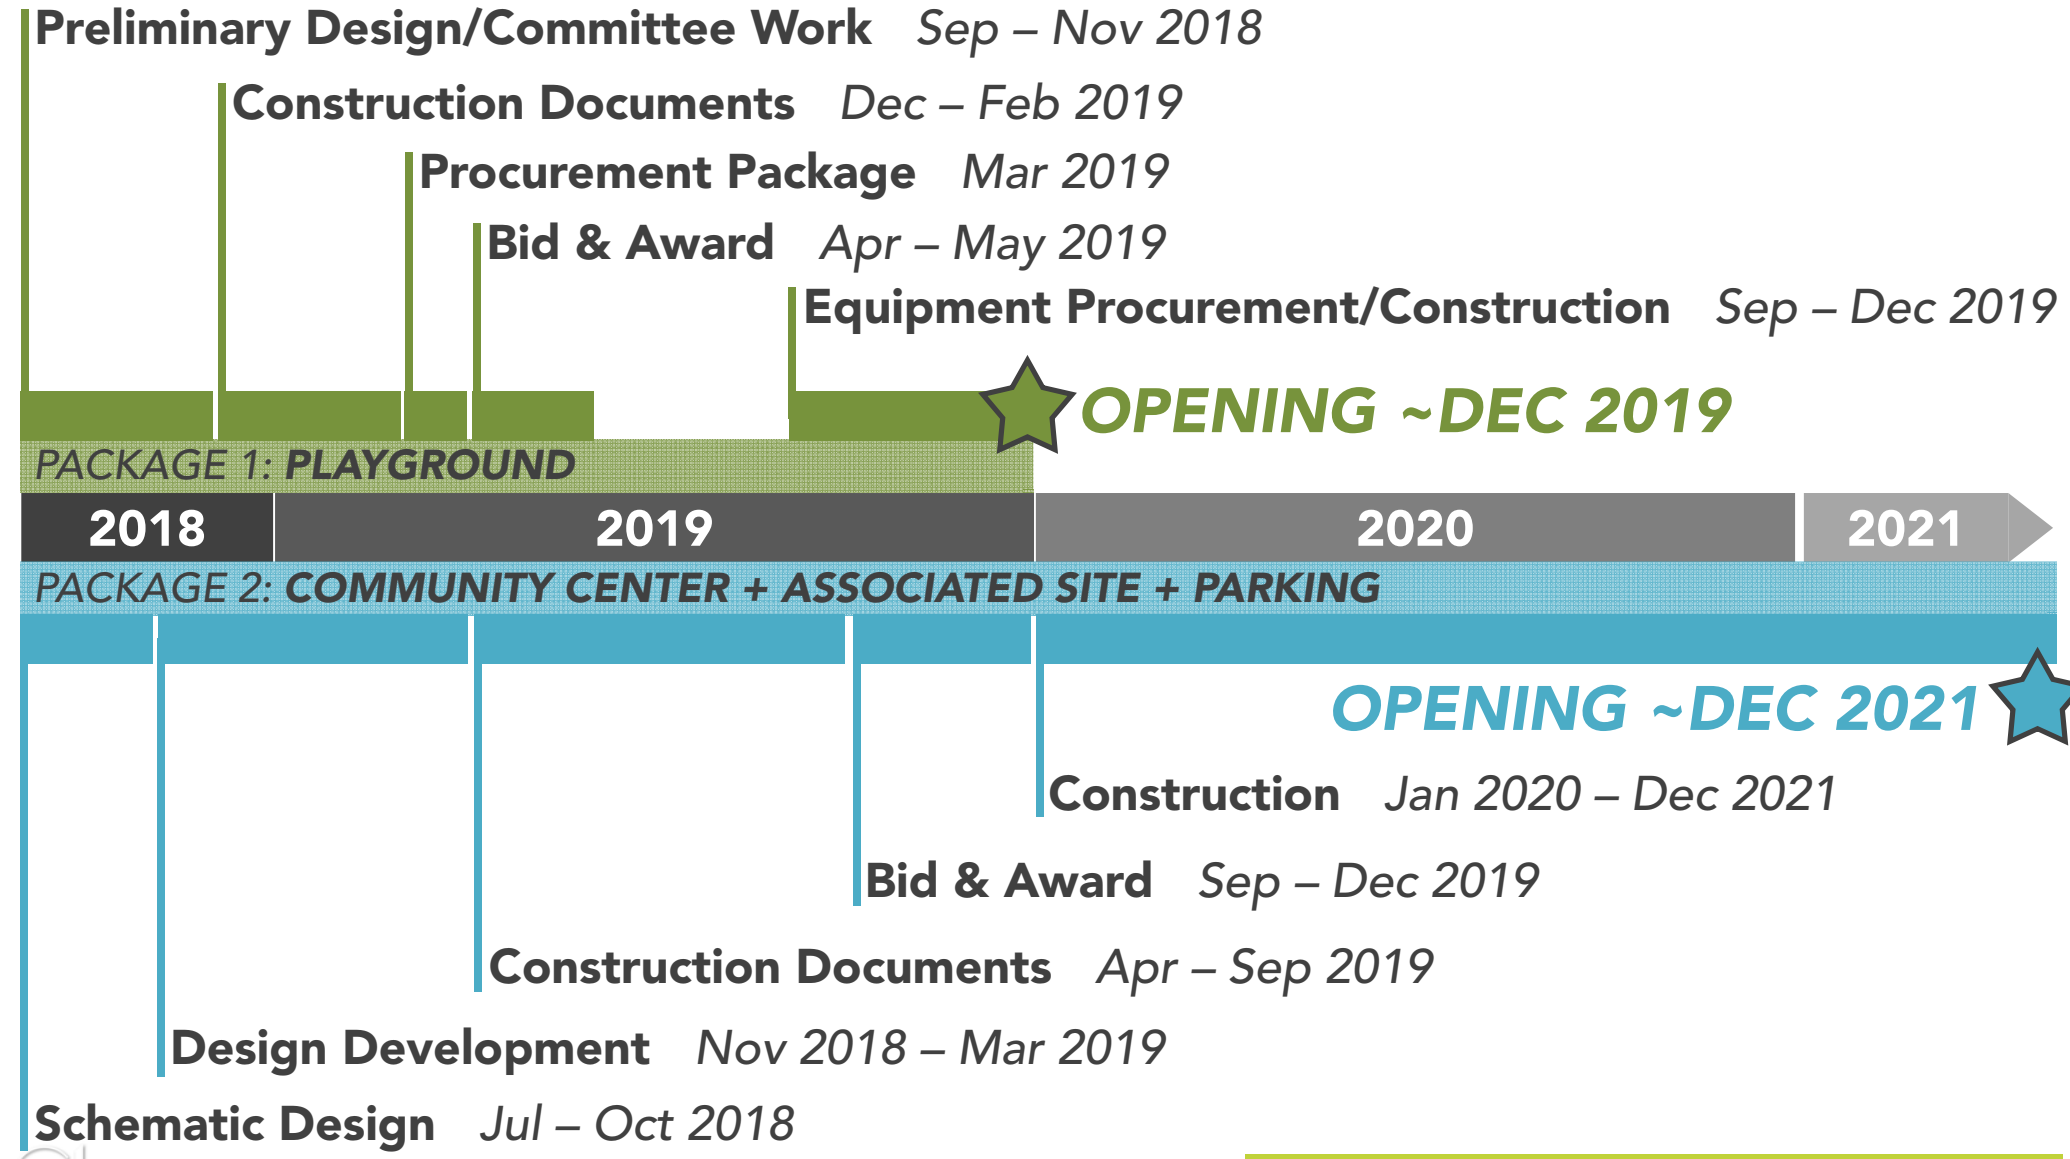 Preliminary Design/Committee Work Sep – Nov 2018
Construction Documents Dec – Feb 2019
Procurement Package Mar 2019
Bid & Award Apr – May 2019
Equipment Procurement/Construction Sep – Dec 2019
OPENING ~DEC 2019
PACKAGE 1: PLAYGROUND
2018 2019 2020 2021
PACKAGE 2: COMMUNITY CENTER + ASSOCIATED SITE + PARKING
OPENING ~DEC 2021
Construction Jan 2020 – Dec 2021
Bid & Award Sep – Dec 2019
Construction Documents Apr – Sep 2019
Design Development Nov 2018 – Mar 2019
Schematic Design Jul – Oct 2018